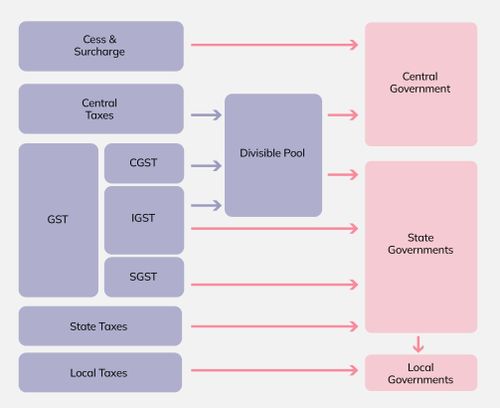 Cess &
Surcharge
Central
Government
Central
Taxes
Divisible Pool
GST
CGST
IGST
SGST
State
Governments
State Taxes
Local Taxes
Local
Governments